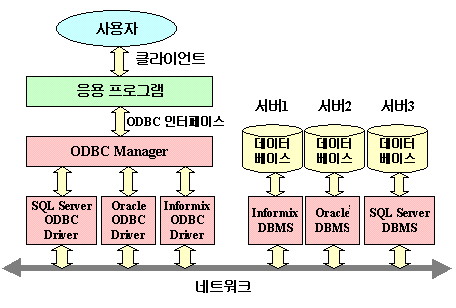 사용자
클라이언트
응용 프로그램
ODBC 인터페이스
ODBC Manager
SQL Server
ODBC
Driver
Oracle
ODBC
Driver
Informix
ODBC
Driver
서버1
서버2
서버3
데이터
베이스
데이터
베이스
데이터
베이스
Informix
DBMS
Oracle
DBMS
SQL Server
DBMS
네트워크